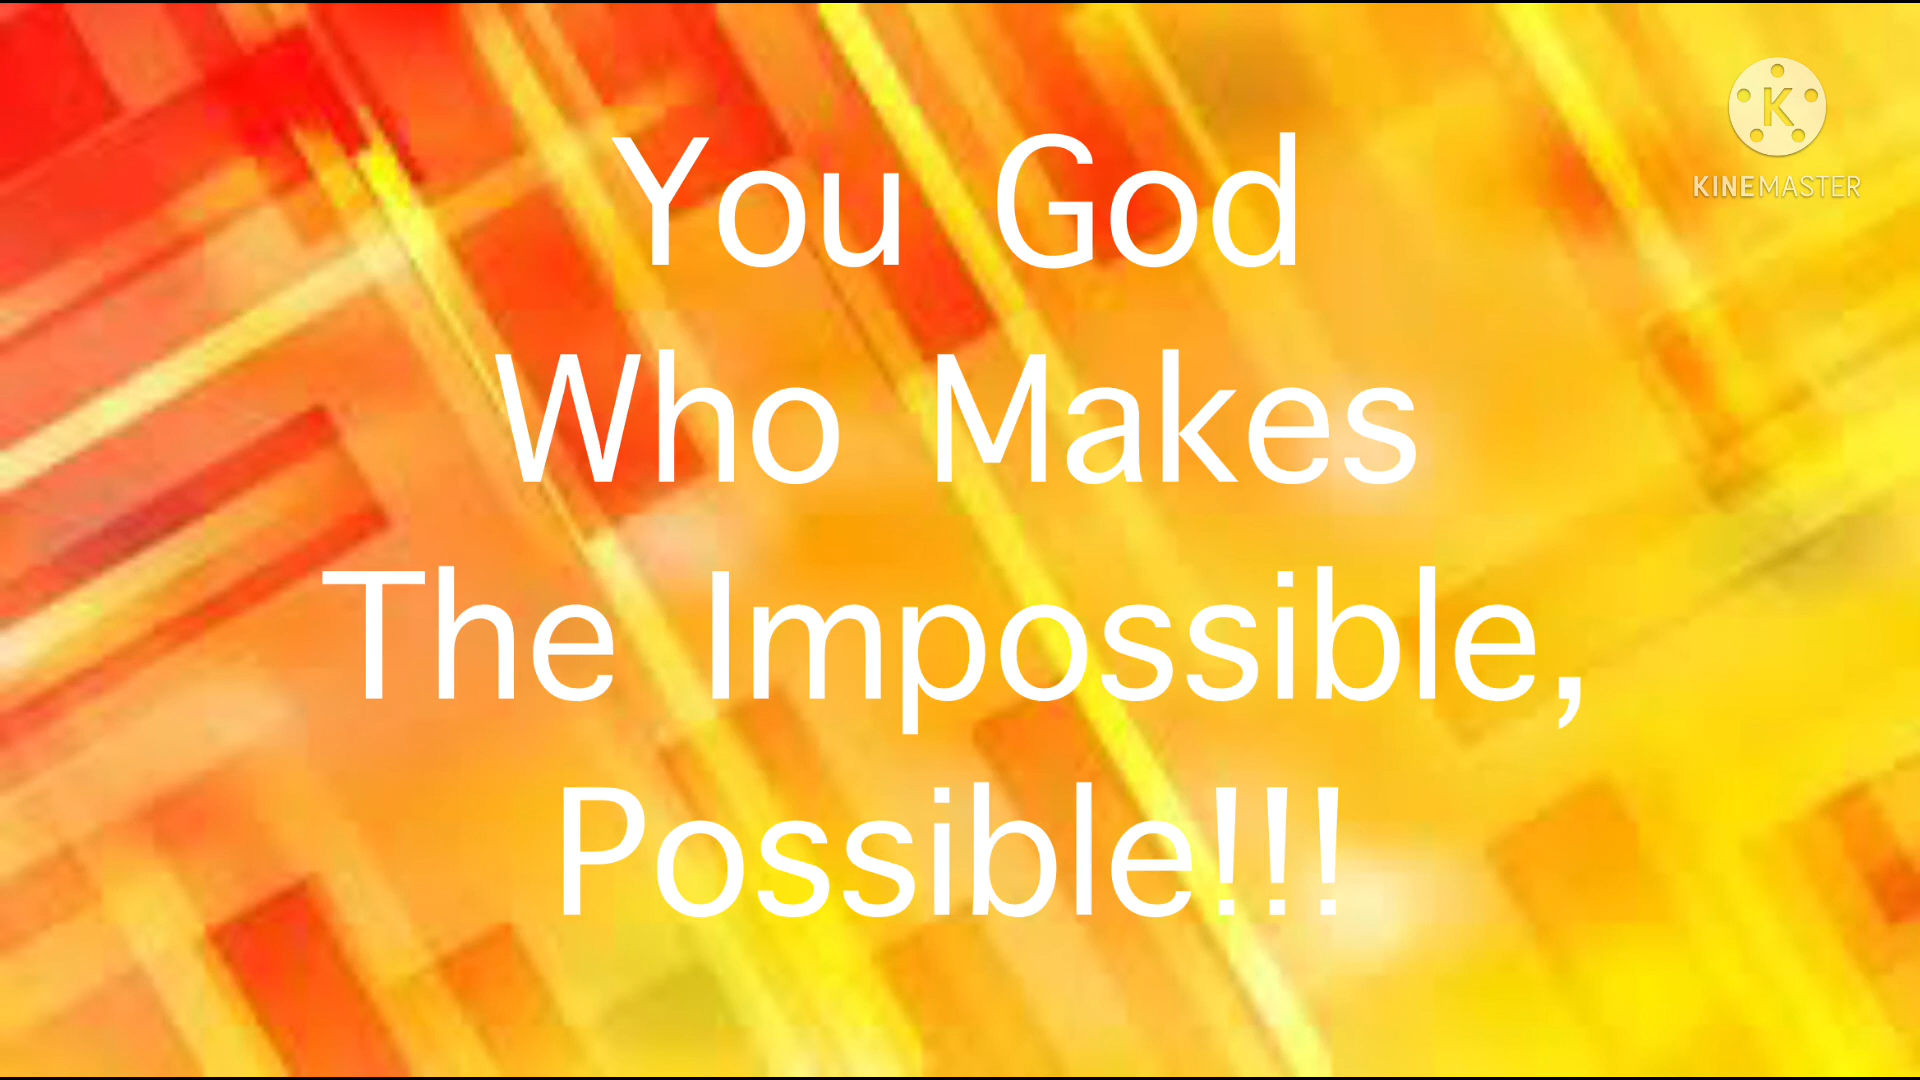 K
KINEMASTER
You God
Who Makes
The Impossible,
Possible!!!